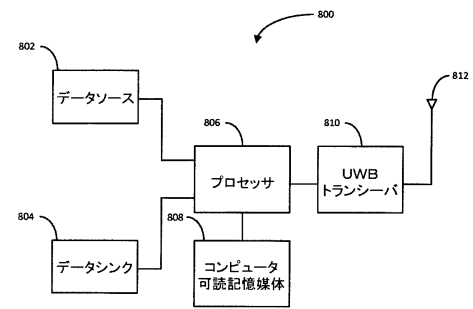 800
802
データソース
806
プロセッサ
810
UWB
トランシーバ
812
804
データシンク
808
コンピュータ
可読記憶媒体